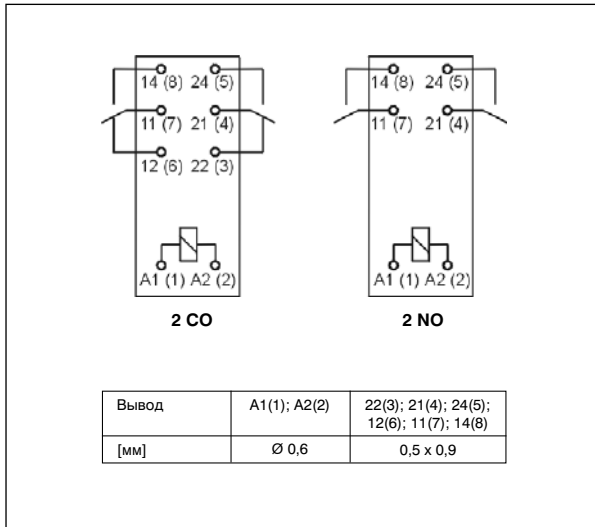 14 (8) 24 (5)
11 (7) 21 (4)
12 (6) 22 (3)
A1 (1) A2 (2)
2 CO
14 (8) 24 (5)
11 (7) 21 (4)
A1 (1) A2 (2)
2 NO
Вывод A1(1); A2(2) 22(3); 21(4); 24(5);
12(6); 11(7); 14(8)
[мм] Ø 0,6 0,5 x 0,9